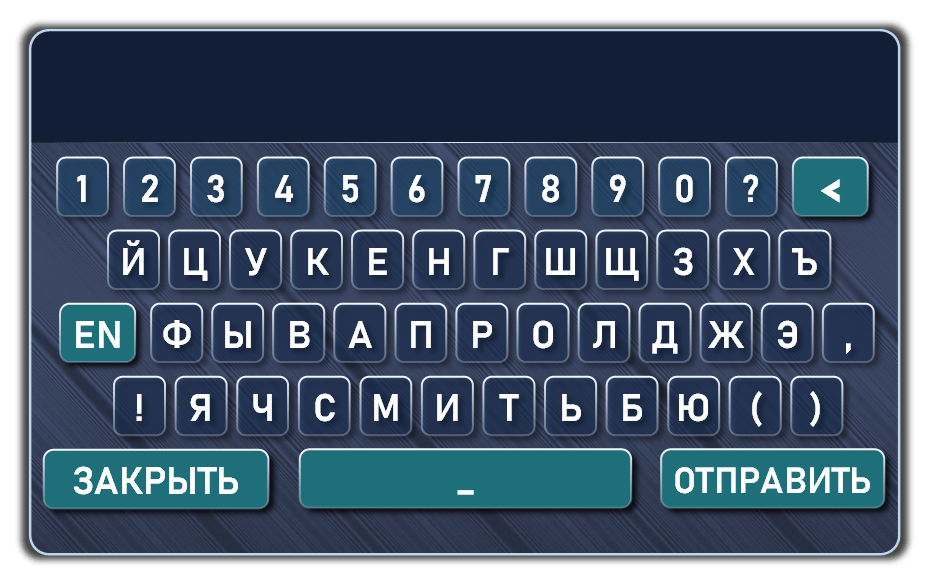 1 2 3 4 5 6 7 8 9 0 ? <
Й Ц У К Е Н Г Ш Щ З Х Ъ
EN Ф Ы В А П Р О Л Д Ж Э ,
! Я Ч С М И Т Ь Б Ю ( )
ЗАКРЫТЬ _ ОТПРАВИТЬ